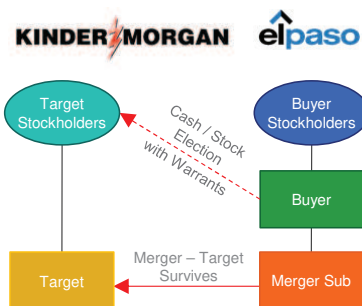 KINDER MORGAN
elpaso
Target
Stockholders
Buyer
Stockholders
Cash / Stock
Election
with Warrants
Buyer
Merger – Target
Survives
Target
Merger Sub